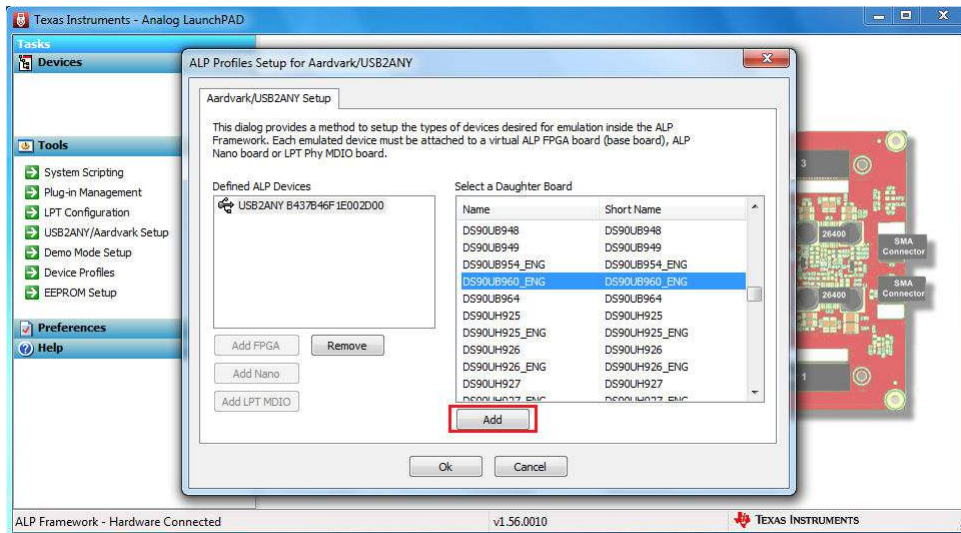 Texas Instruments - Analog LaunchPAD
Tasks
Devices
Tools
System Scripting
Plug-in Management
LPT Configuration
USB2ANY/Aardvark Setup
Demo Mode Setup
Device Profiles
EEPROM Setup
Preferences
Help
ALP Profiles Setup for Aardvark/USB2ANY
Aardvark/USB2ANY Setup
This dialog provides a method to setup the types of devices desired for emulation inside the ALP
Framework. Each emulated device must be attached to a virtual ALP FPGA board (base board), ALP
Nano board or LPT Phy MDIO board.
Defined ALP Devices
USB2ANY B437B46F1E002D00
Add FPGA
Remove
Add Nano
Add LPT MDIO
Select a Daughter Board
Name Short Name
DS90UB948 DS90UB948
DS90UB949 DS90UB949
DS90UB954_ENG DS90UB954_ENG
DS90UB960_ENG DS90UB960_ENG
DS90UB964 DS90UB964
DS90UH925 DS90UH925
DS90UH925_ENG DS90UH925_ENG
DS90UH926 DS90UH926
DS90UH926_ENG DS90UH926_ENG
DS90UH927 DS90UH927
DS90UH927_ENG DS90UH927_ENG
Add
Ok
Cancel
3
26400
SMA
Connector
SMA
Connector
26400
1
ALP Framework - Hardware Connected
v1.56.0010
TEXAS INSTRUMENTS